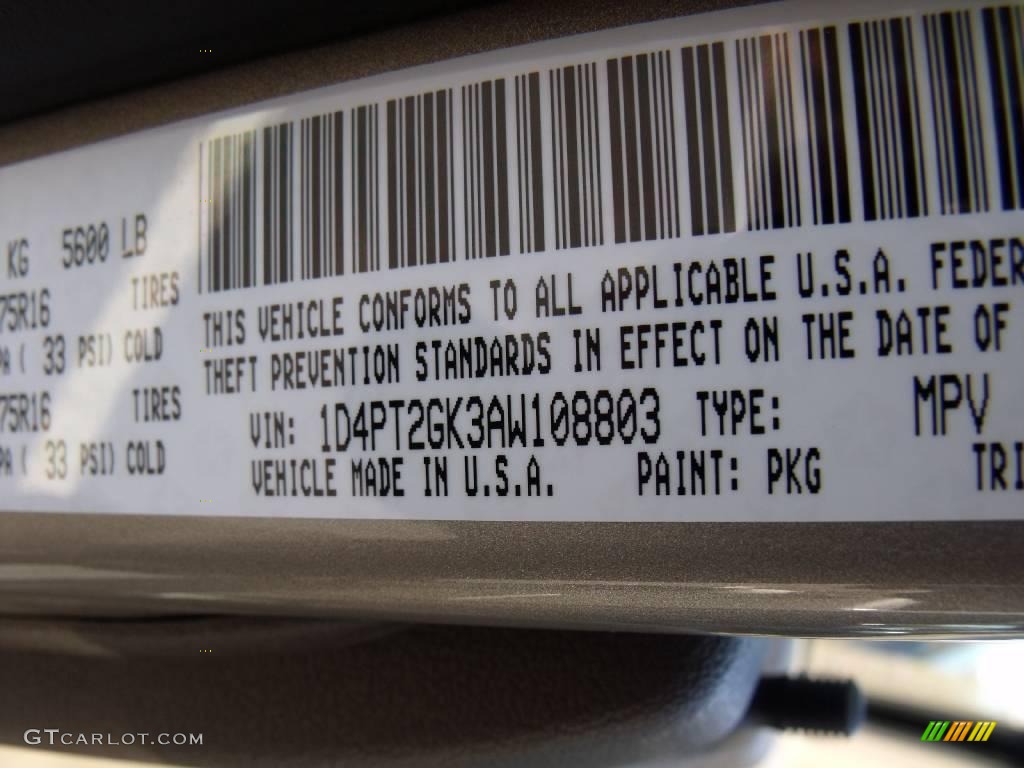 KG 5600 LB
75R16 TIRES
PA ( 33 PSI) COLD
75R16 TIRES
PA ( 33 PSI) COLD
THIS VEHICLE CONFORMS TO ALL APPLICABLE U.S.A. FEDER
THEFT PREVENTION STANDARDS IN EFFECT ON THE DATE OF
VIN: 1D4PT2GK3AW108803 TYPE: MPV
VEHICLE MADE IN U.S.A. PAINT: PKG TRI
GTCARLOT.COM